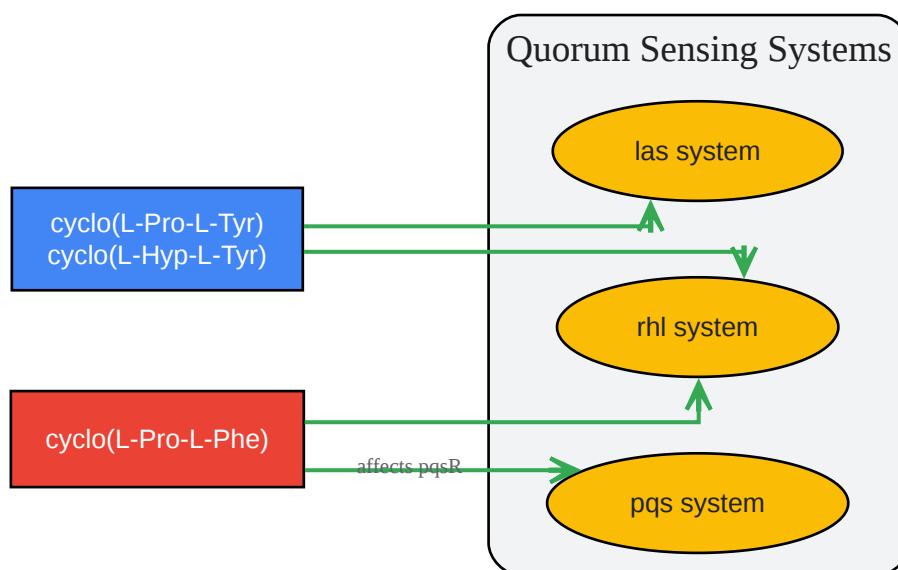 Quorum Sensing Systems
las system
cyclo(L-Pro-L-Tyr)
cyclo(L-Hyp-L-Tyr)
rhl system
cyclo(L-Pro-L-Phe)
affects pqsR
pqs system